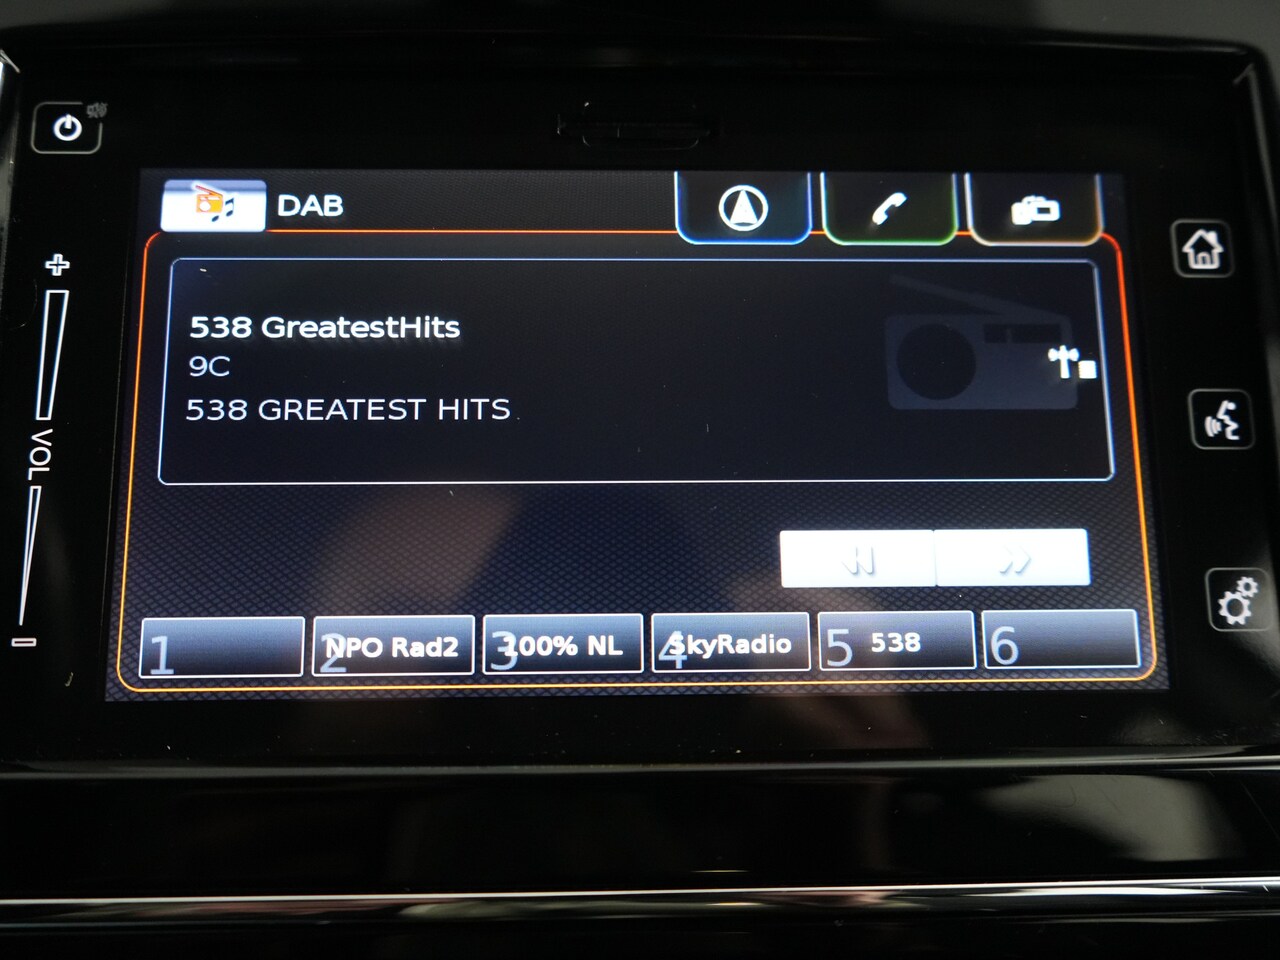 DAB
538 GreatestHits
9C
538 GREATEST HITS
VOL
1
2 NPO Rad2
3 100% NL
4 SkyRadio
5 538
6